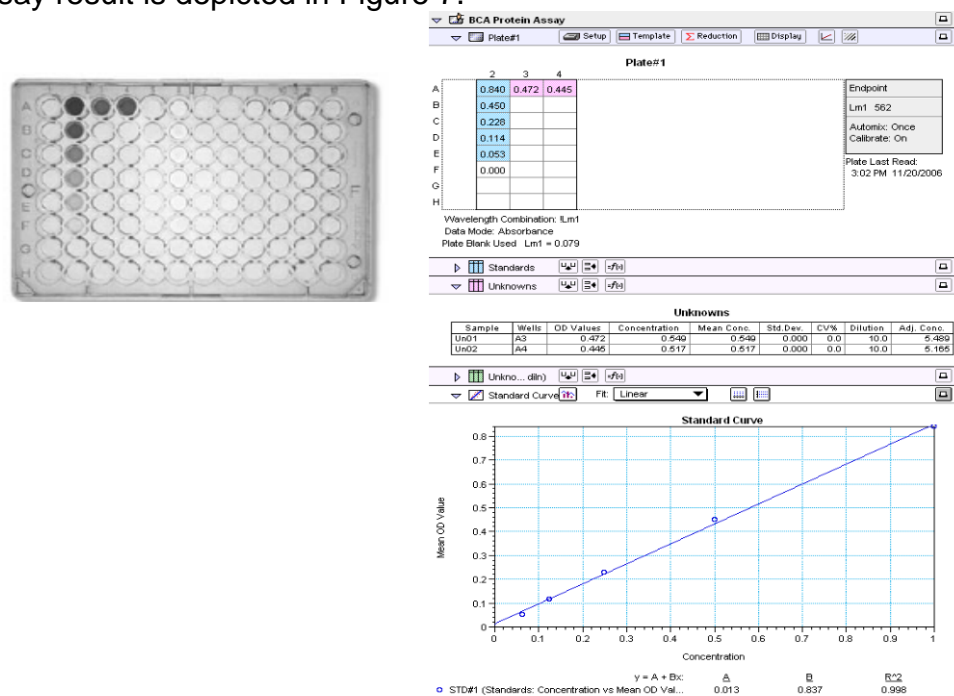 say result is depicted in Figure 7.
BCA Protein Assay
Plate#1 Setup Template Reduction Display
Plate#1
2 3 4
A 0.840 0.472 0.445
B 0.450
C 0.228
D 0.114
E 0.053
F 0.000
G
H
Endpoint
Lm1 562
Automix: Once
Calibrate: On
Plate Last Read:
3:02 PM 11/20/2006
Wavelength Combination: !Lm1
Data Mode: Absorbance
Plate Blank Used Lm1 = 0.079
Standards
Unknowns
Unknowns
Sample Wells OD Values Concentration Mean Conc. Std.Dev. CV% Dilution Adj. Conc.
Un01 A3 0.472 0.549 0.549 0.000 0.0 10.0 5.489
Un02 A4 0.445 0.517 0.517 0.000 0.0 10.0 5.165
Unkno... diln)
Standard Curve Fit: Linear
Standard Curve
Mean OD Value
0.8
0.7
0.6
0.5
0.4
0.3
0.2
0.1
0
0 0.1 0.2 0.3 0.4 0.5 0.6 0.7 0.8 0.9 1
Concentration
y = A + Bx: A B R^2
STD#1 (Standards: Concentration vs Mean OD Val... 0.013 0.837 0.998